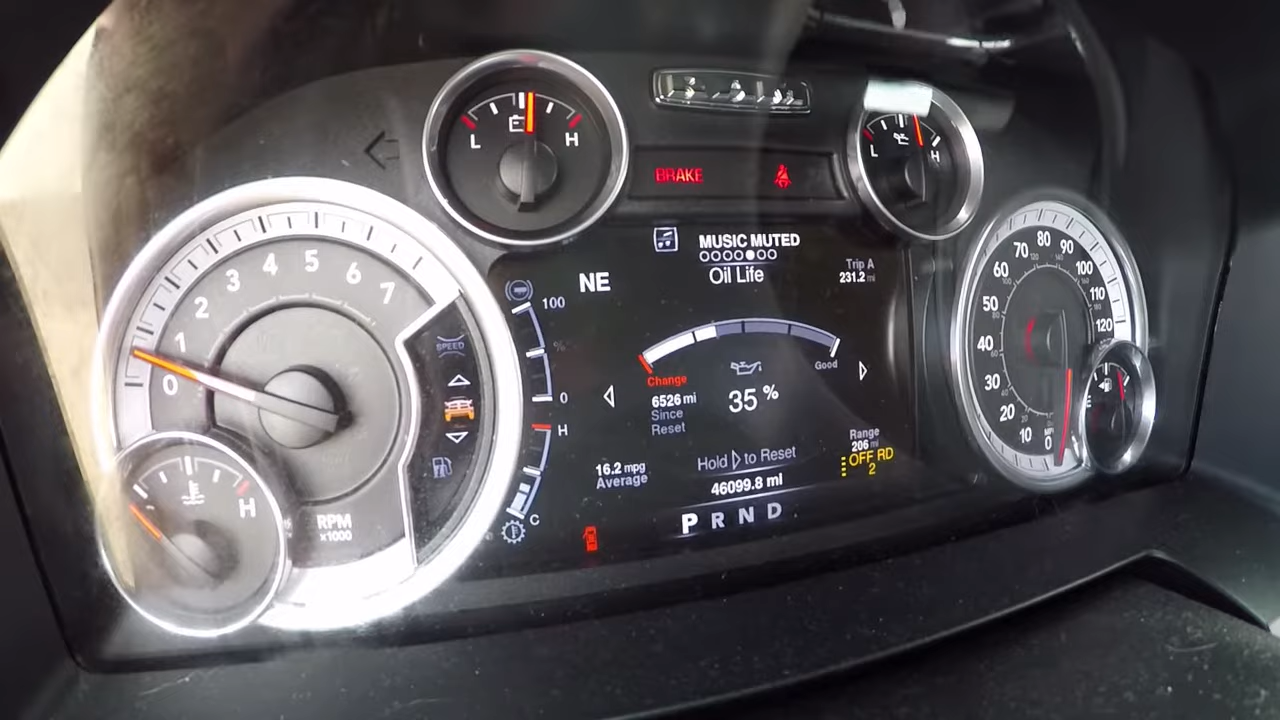 L H
BRAKE
L H
MUSIC MUTED
NE
Oil Life
Trip A
231.2 mi
0 1 2 3 4 5 6 7
RPM
x1000
SPEED
H
100
%
0
H
C
Change
Good
6526 mi
Since
Reset
35 %
Hold ▷ to Reset
16.2 mpg
Average
46099.8 mi
Range
206 mi
OFF RD
2
P R N D
0 10 20 30 40 50 60 70 80 90 100 110 120
MPH